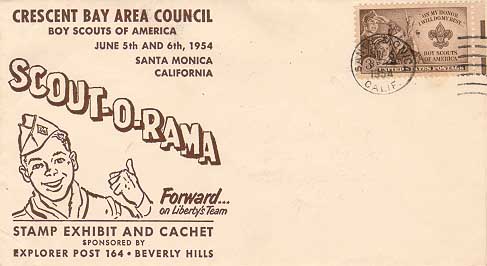 CRESCENT BAY AREA COUNCIL
BOY SCOUTS OF AMERICA
JUNE 5th AND 6th, 1954
SANTA MONICA
CALIFORNIA
SCOUT-O-RAMA
Forward...
on Liberty's Team
STAMP EXHIBIT AND CACHET
SPONSORED BY
EXPLORER POST 164 • BEVERLY HILLS
ON MY HONOR
I WILL DO MY BEST
BOY SCOUTS
OF AMERICA
UNITED STATES POSTAGE
1954
CALIF.